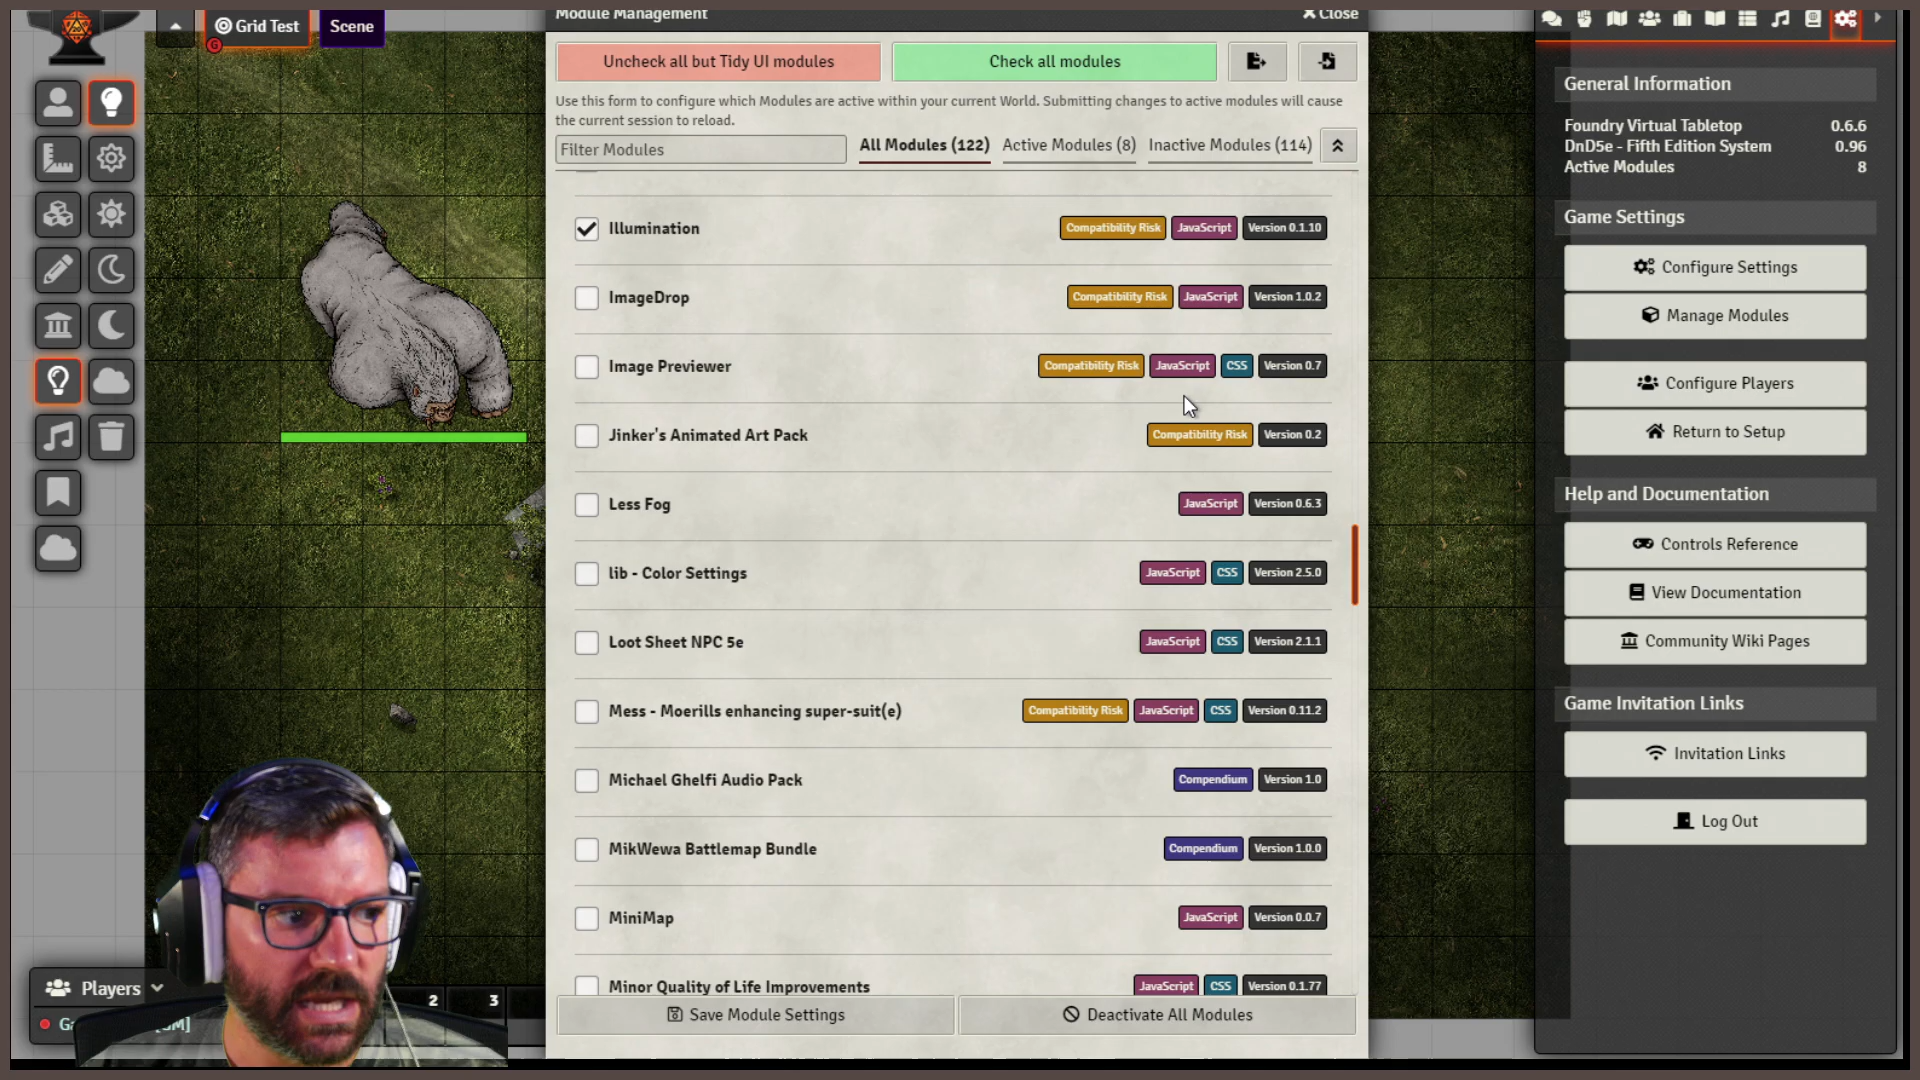 Module Management
Close
Grid Test
Scene
G
Uncheck all but Tidy UI modules
Check all modules
Use this form to configure which Modules are active within your current World. Submitting changes to active modules will cause
the current session to reload.
Filter Modules
All Modules (122)
Active Modules (8)
Inactive Modules (114)
Illumination
Compatibility Risk JavaScript Version 0.1.10
ImageDrop
Compatibility Risk JavaScript Version 1.0.2
Image Previewer
Compatibility Risk JavaScript CSS Version 0.7
Jinker's Animated Art Pack
Compatibility Risk Version 0.2
Less Fog
JavaScript Version 0.6.3
lib - Color Settings
JavaScript CSS Version 2.5.0
Loot Sheet NPC 5e
JavaScript CSS Version 2.1.1
Mess - Moerills enhancing super-suit(e)
Compatibility Risk JavaScript CSS Version 0.11.2
Michael Ghelfi Audio Pack
Compendium Version 1.0
MikWewa Battlemap Bundle
Compendium Version 1.0.0
MiniMap
JavaScript Version 0.0.7
Minor Quality of Life Improvements
JavaScript CSS Version 0.1.77
Save Module Settings
Deactivate All Modules
Players
Ga
M]
2
3
General Information
Foundry Virtual Tabletop 0.6.6
DnD5e - Fifth Edition System 0.96
Active Modules 8
Game Settings
Configure Settings
Manage Modules
Configure Players
Return to Setup
Help and Documentation
Controls Reference
View Documentation
Community Wiki Pages
Game Invitation Links
Invitation Links
Log Out